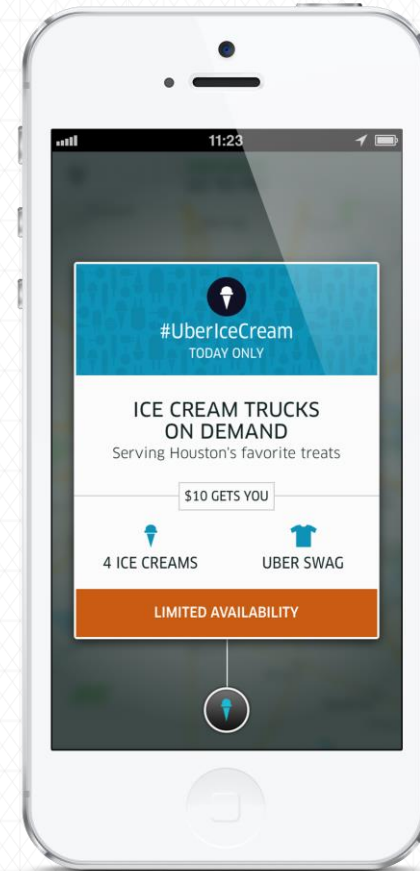 11:23
#UberIceCream
TODAY ONLY
ICE CREAM TRUCKS
ON DEMAND
Serving Houston's favorite treats
$10 GETS YOU
4 ICE CREAMS
UBER SWAG
LIMITED AVAILABILITY